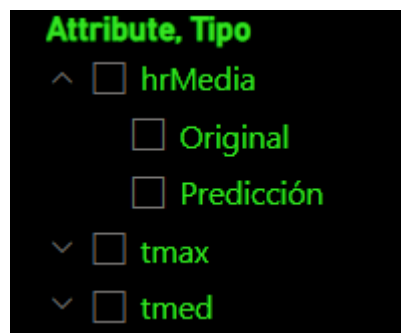 Attribute, Tipo
hrMedia
Original
Predicción
tmax
tmed